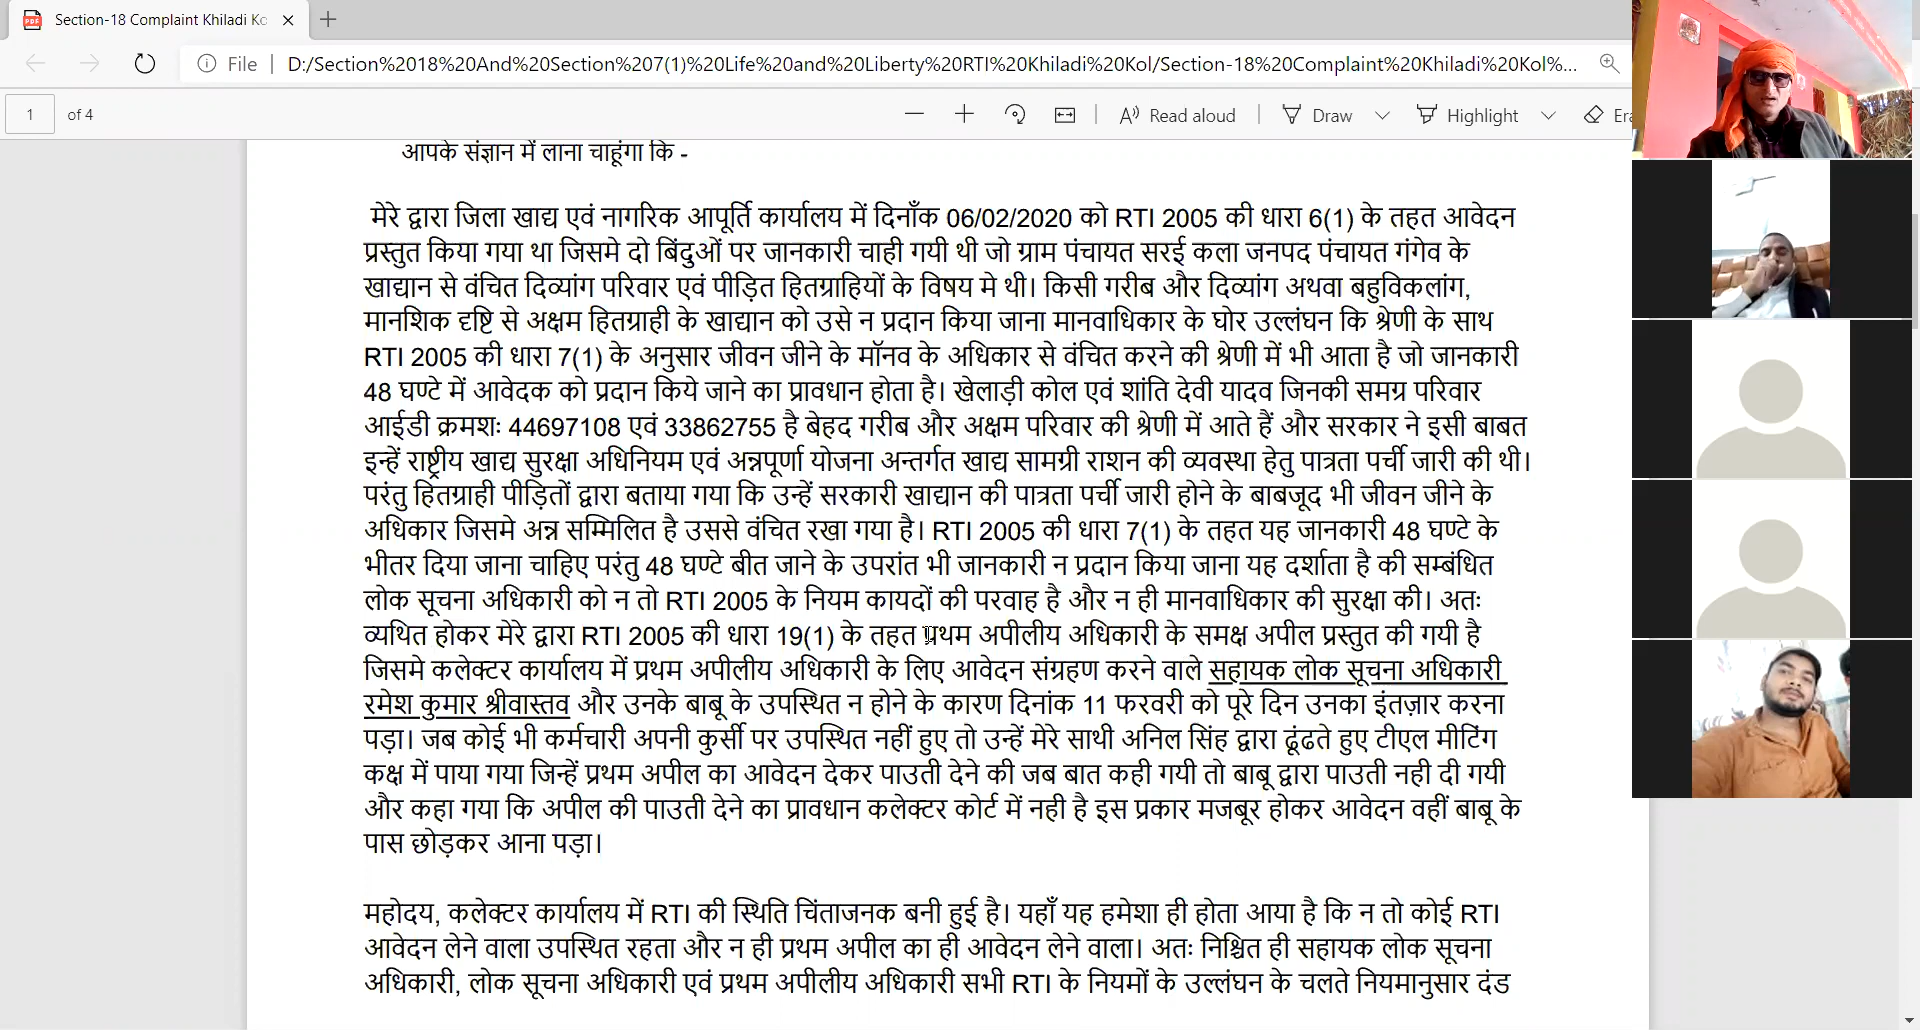 Section-18 Complaint Khiladi Ko
File
D:/Section%2018%20And%20Section%207(1)%20Life%20and%20Liberty%20RTI%20Khiladi%20Kol/Section-18%20Complaint%20Khiladi%20Kol%...
1 of 4
Read aloud
Draw
Highlight
Era
आपके संज्ञान में लाना चाहूंगा कि -
मेरे द्वारा जिला खाद्य एवं नागरिक आपूर्ति कार्यालय में दिनाँक 06/02/2020 को RTI 2005 की धारा 6(1) के तहत आवेदन
प्रस्तुत किया गया था जिसमे दो बिंदुओं पर जानकारी चाही गयी थी जो ग्राम पंचायत सरई कला जनपद पंचायत गंगेव के
खाद्यान से वंचित दिव्यांग परिवार एवं पीड़ित हितग्राहियों के विषय मे थी। किसी गरीब और दिव्यांग अथवा बहुविकलांग,
मानशिक दृष्टि से अक्षम हितग्राही के खाद्यान को उसे न प्रदान किया जाना मानवाधिकार के घोर उल्लंघन कि श्रेणी के साथ
RTI 2005 की धारा 7(1) के अनुसार जीवन जीने के मॉनव के अधिकार से वंचित करने की श्रेणी में भी आता है जो जानकारी
48 घण्टे में आवेदक को प्रदान किये जाने का प्रावधान होता है। खेलाड़ी कोल एवं शांति देवी यादव जिनकी समग्र परिवार
आईडी क्रमशः 44697108 एवं 33862755 है बेहद गरीब और अक्षम परिवार की श्रेणी में आते हैं और सरकार ने इसी बाबत
इन्हें राष्ट्रीय खाद्य सुरक्षा अधिनियम एवं अन्नपूर्णा योजना अन्तर्गत खाद्य सामग्री राशन की व्यवस्था हेतु पात्रता पर्ची जारी की थी।
परंतु हितग्राही पीड़ितों द्वारा बताया गया कि उन्हें सरकारी खाद्यान की पात्रता पर्ची जारी होने के बाबजूद भी जीवन जीने के
अधिकार जिसमे अन्न सम्मिलित है उससे वंचित रखा गया है। RTI 2005 की धारा 7(1) के तहत यह जानकारी 48 घण्टे के
भीतर दिया जाना चाहिए परंतु 48 घण्टे बीत जाने के उपरांत भी जानकारी न प्रदान किया जाना यह दर्शाता है की सम्बंधित
लोक सूचना अधिकारी को न तो RTI 2005 के नियम कायदों की परवाह है और न ही मानवाधिकार की सुरक्षा की। अतः
व्यथित होकर मेरे द्वारा RTI 2005 की धारा 19(1) के तहत प्रथम अपीलीय अधिकारी के समक्ष अपील प्रस्तुत की गयी है
जिसमे कलेक्टर कार्यालय में प्रथम अपीलीय अधिकारी के लिए आवेदन संग्रहण करने वाले सहायक लोक सूचना अधिकारी
रमेश कुमार श्रीवास्तव और उनके बाबू के उपस्थित न होने के कारण दिनांक 11 फरवरी को पूरे दिन उनका इंतज़ार करना
पड़ा। जब कोई भी कर्मचारी अपनी कुर्सी पर उपस्थित नहीं हुए तो उन्हें मेरे साथी अनिल सिंह द्वारा ढूंढते हुए टीएल मीटिंग
कक्ष में पाया गया जिन्हें प्रथम अपील का आवेदन देकर पाउती देने की जब बात कही गयी तो बाबू द्वारा पाउती नही दी गयी
और कहा गया कि अपील की पाउती देने का प्रावधान कलेक्टर कोर्ट में नही है इस प्रकार मजबूर होकर आवेदन वहीं बाबू के
पास छोड़कर आना पड़ा।
महोदय, कलेक्टर कार्यालय में RTI की स्थिति चिंताजनक बनी हुई है। यहाँ यह हमेशा ही होता आया है कि न तो कोई RTI
आवेदन लेने वाला उपस्थित रहता और न ही प्रथम अपील का ही आवेदन लेने वाला। अतः निश्चित ही सहायक लोक सूचना
अधिकारी, लोक सूचना अधिकारी एवं प्रथम अपीलीय अधिकारी सभी RTI के नियमों के उल्लंघन के चलते नियमानुसार दंड